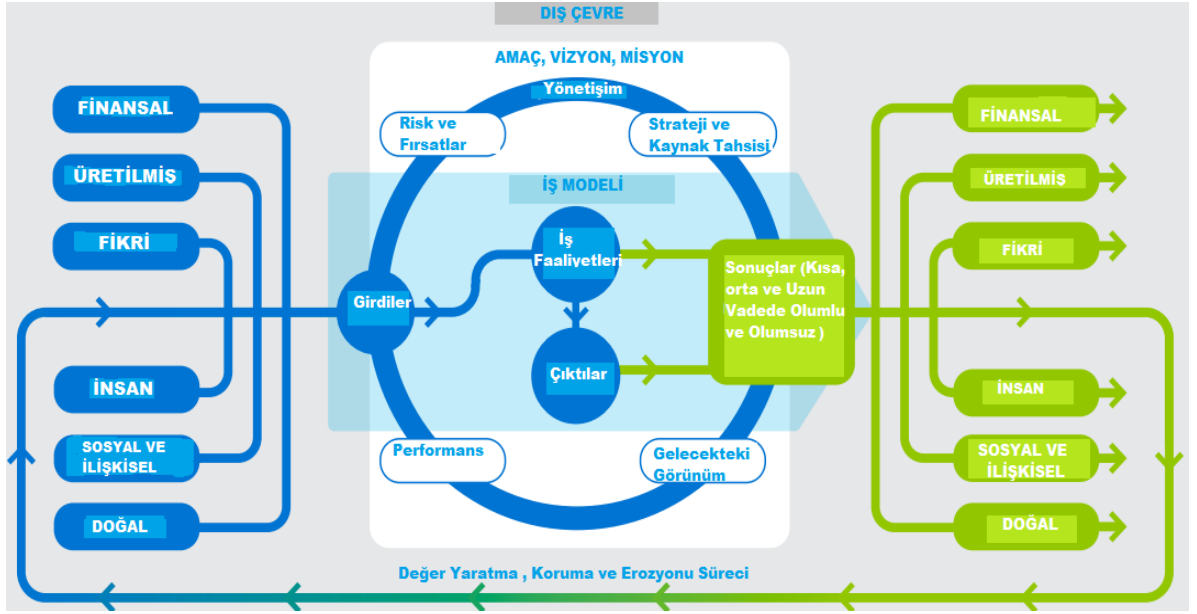 DIŞ ÇEVRE
AMAÇ, VİZYON, MİSYON
Yönetişim
Risk ve
Fırsatlar
Strateji ve
Kaynak Tahsisi
FİNANSAL
ÜRETİLMİŞ
FİKRİ
İNSAN
SOSYAL VE
İLİŞKİSEL
DOĞAL
İŞ MODELİ
Girdiler
İş
Faaliyetleri
Çıktılar
Sonuçlar (Kısa,
orta ve Uzun
Vadede Olumlu
ve Olumsuz )
Performans
Gelecekteki
Görünüm
FİNANSAL
ÜRETİLMİŞ
FİKRİ
İNSAN
SOSYAL VE
İLİŞKİSEL
DOĞAL
Değer Yaratma , Koruma ve Erozyonu Süreci